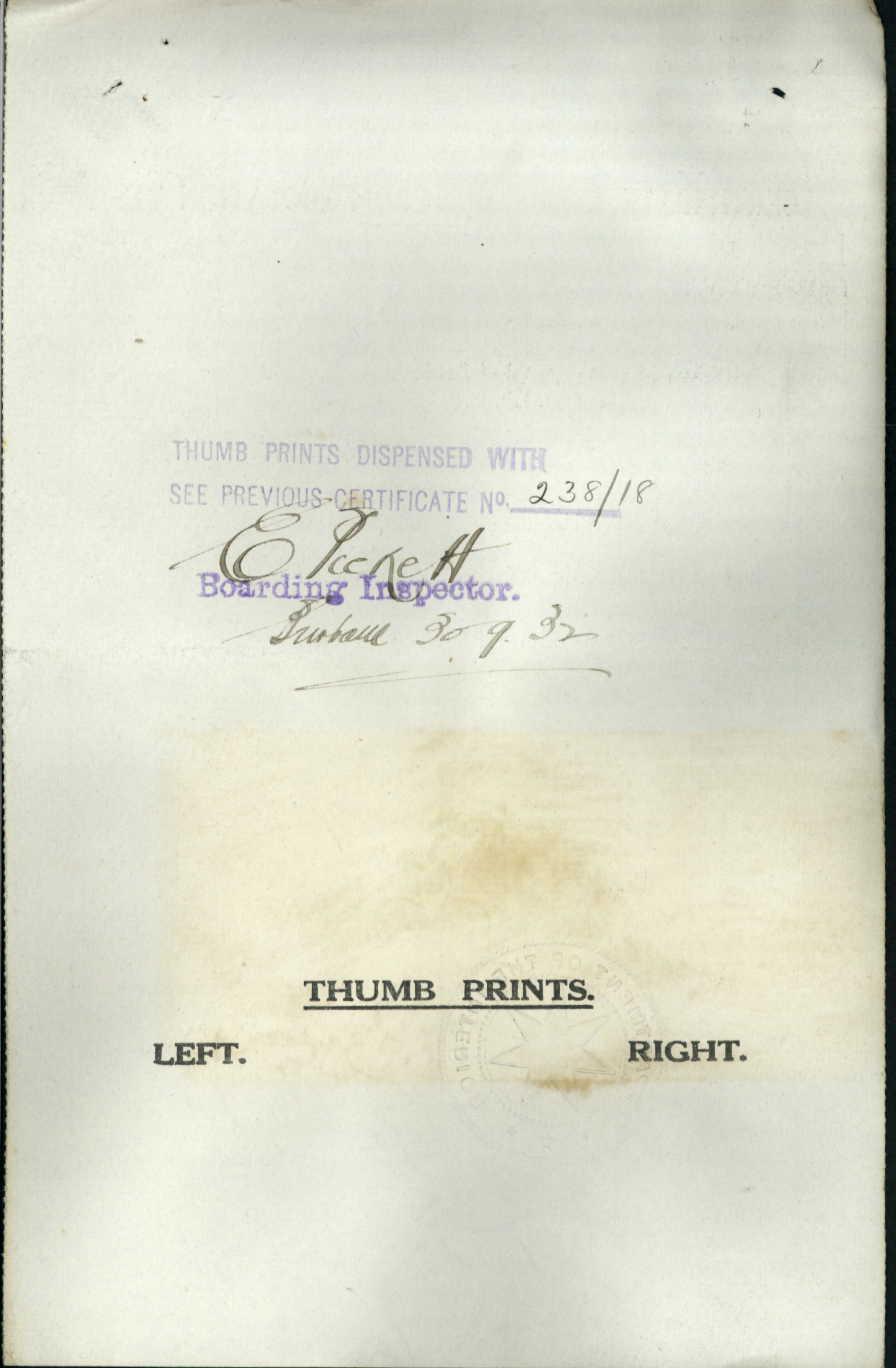 THUMB PRINTS DISPENSED WITH
SEE PREVIOUS CERTIFICATE No. 238/18
E Pickett
Boarding Inspector.
Brisbane 30 9. 32
THUMB PRINTS.
LEFT. RIGHT.